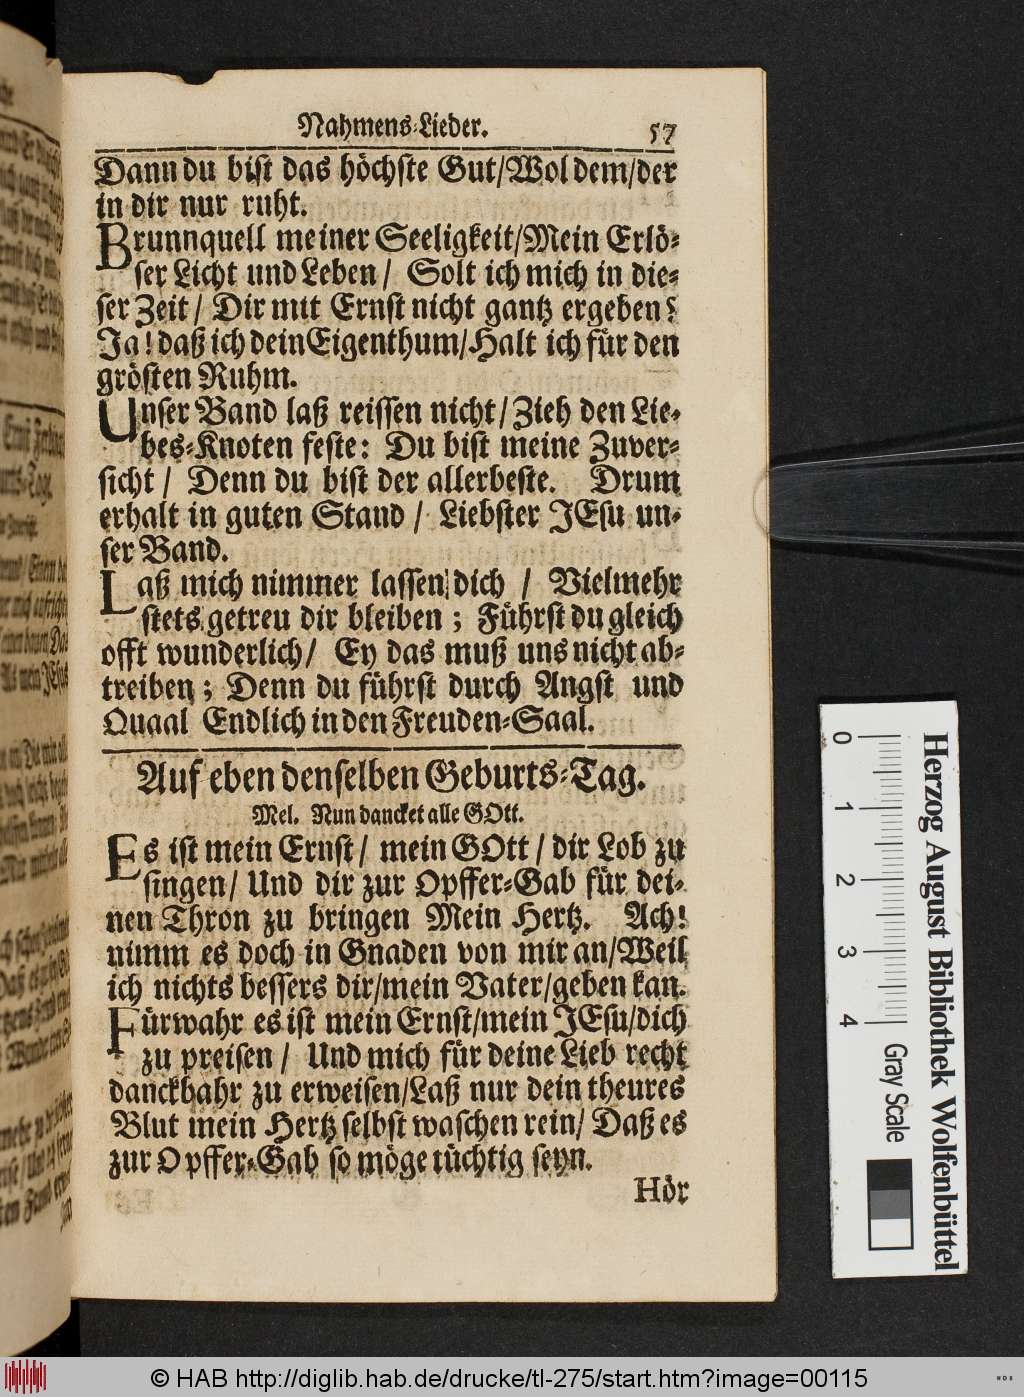 Nahmens-Lieder. 57
Dann du bist das höchste Gut/Wol dem/der
in dir nur ruht.
Brunnquell meiner Seeligkeit/Mein Erlö-
ser Licht und Leben/ Solt ich mich in die-
ser Zeit/ Dir mit Ernst nicht gantz ergeben?
Ja! daß ich dein Eigenthum/Halt ich für den
grösten Ruhm.
Unser Band laß reissen nicht/Zieh den Lie-
bes-Knoten feste: Du bist meine Zuver-
sicht/ Denn du bist der allerbeste. Drum
erhalt in guten Stand/ Liebster JEsu un-
ser Band.
Laß mich nimmer lassen dich/ Vielmehr
stets getreu dir bleiben; Führst du gleich
offt wunderlich/ Ey das muß uns nicht ab-
treiben; Denn du führst durch Angst und
Quaal Endlich in den Freuden-Saal.
Auf eben denselben Geburts-Tag.
Mel. Nun dancket alle GOtt.
Es ist mein Ernst/ mein GOtt/ dir Lob zu
singen/ Und dir zur Opffer-Gab für dei-
nen Thron zu bringen Mein Hertz. Ach!
nimm es doch in Gnaden von mir an/Weil
ich nichts bessers dir/mein Vater/geben kan.
Fürwahr es ist mein Ernst/mein JEsu/dich
zu preisen/ Und mich für deine Lieb recht
danckbahr zu erweisen/Laß nur dein theures
Blut mein Hertz selbst waschen rein/ Daß es
zur Opffer-Gab so möge tüchtig seyn.
Hör
0 1 2 3 4
Gray Scale
Herzog August Bibliothek Wolfenbüttel
© HAB http://diglib.hab.de/drucke/tl-275/start.htm?image=00115